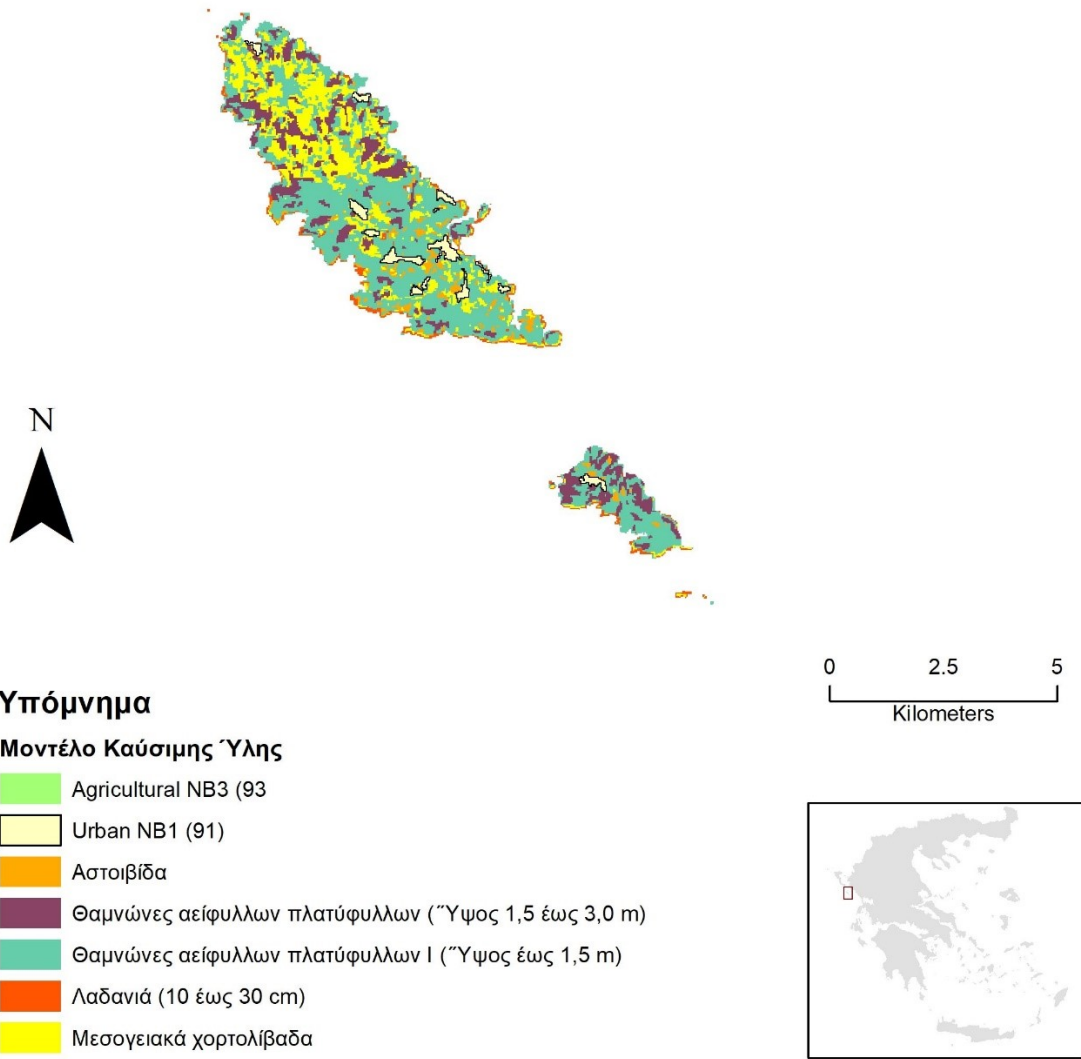 N
0 2.5 5
Kilometers
Υπόμνημα
Μοντέλο Καύσιμης Ύλης
Agricultural NB3 (93
Urban NB1 (91)
Αστοιβίδα
Θαμνώνες αείφυλλων πλατύφυλλων (˝Υψος 1,5 έως 3,0 m)
Θαμνώνες αείφυλλων πλατύφυλλων Ι (˝Υψος έως 1,5 m)
Λαδανιά (10 έως 30 cm)
Μεσογειακά χορτολίβαδα